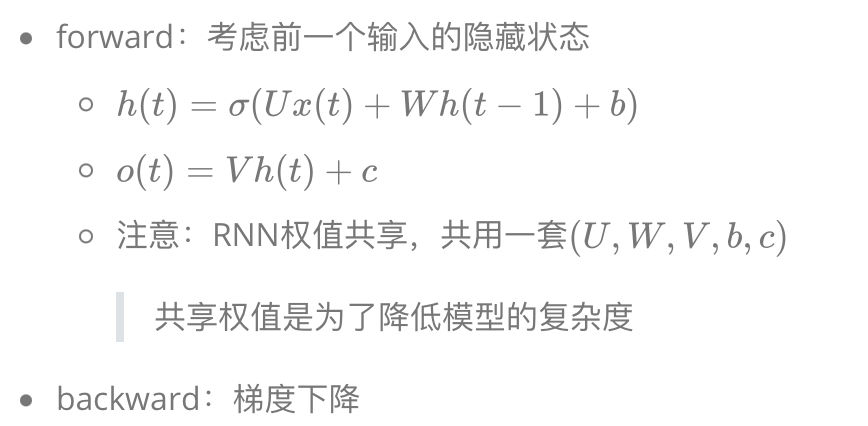 forward：考虑前一个输入的隐藏状态
h(t) = σ(Ux(t) + Wh(t − 1) + b)
o(t) = Vh(t) + c
注意：RNN权值共享，共用一套(U, W, V, b, c)
共享权值是为了降低模型的复杂度
backward：梯度下降